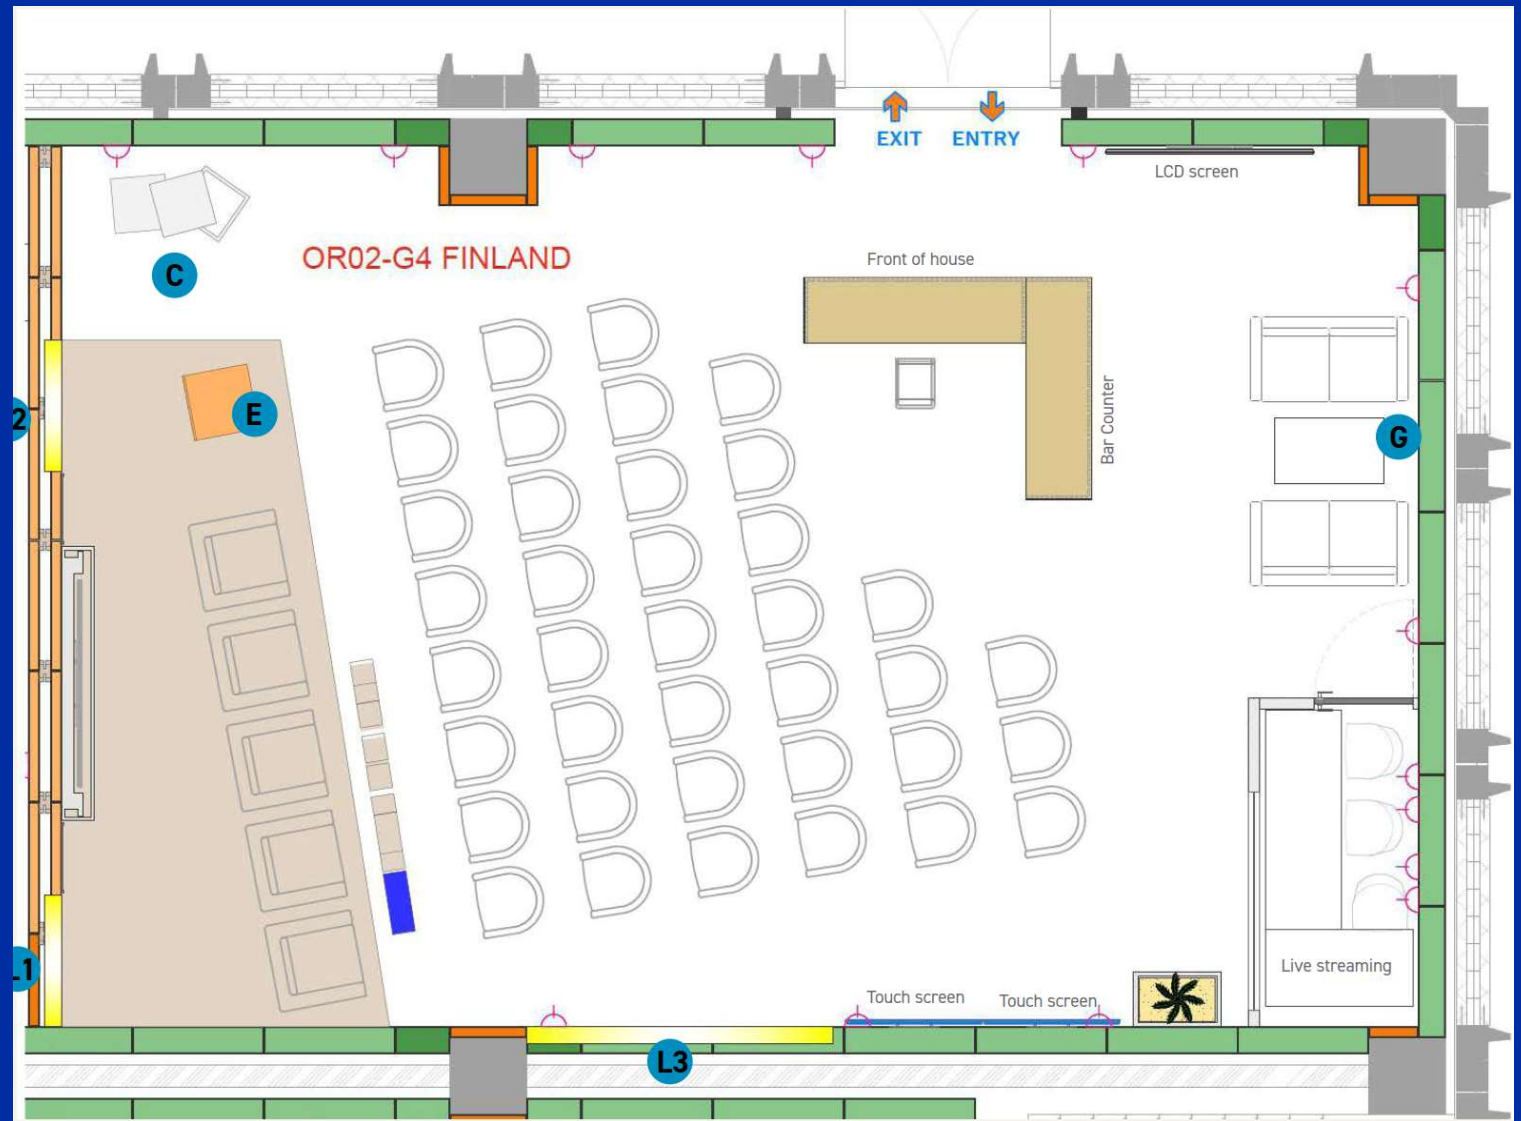 EXIT ENTRY
LCD screen
C
OR02-G4 FINLAND
Front of house
Bar Counter
2
E
G
L1
Live streaming
Touch screen Touch screen
L3